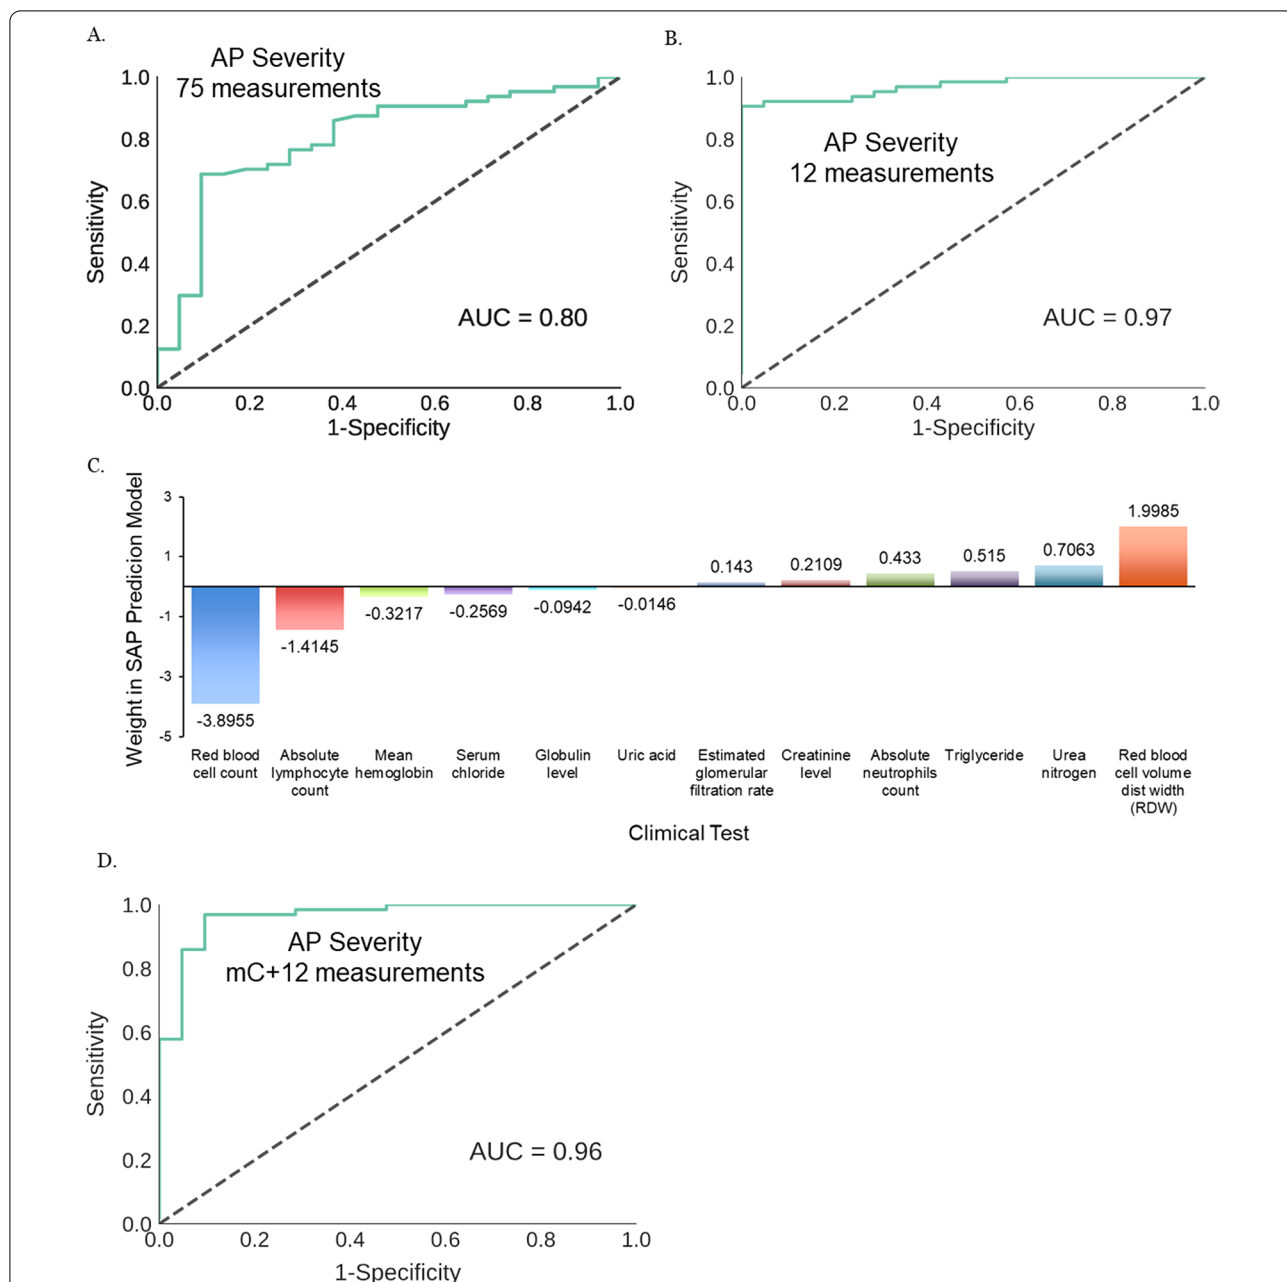 A.
AP Severity
75 measurements
1.0
0.8
0.6
0.4
0.2
0.0
Sensitivity
AUC = 0.80
0.0 0.2 0.4 0.6 0.8 1.0
1-Specificity
B.
1.0
0.8
0.6
0.4
0.2
0.0
Sensitivity
AP Severity
12 measurements
AUC = 0.97
0.0 0.2 0.4 0.6 0.8 1.0
1-Specificity
C.
Weight in SAP Predicion Model
3
1
-1
-3
-5
-3.8955
-1.4145
-0.3217
-0.2569
-0.0942
-0.0146
0.143
0.2109
0.433
0.515
0.7063
1.9985
Red blood
cell count
Absolute
lymphocyte
count
Mean
hemoglobin
Serum
chloride
Globulin
level
Uric acid
Estimated
glomerular
filtration rate
Creatinine
level
Absolute
neutrophils
count
Triglyceride
Urea
nitrogen
Red blood
cell volume
dist width
(RDW)
Climical Test
D.
1.0
0.8
0.6
0.4
0.2
0.0
Sensitivity
AP Severity
mC+12 measurements
AUC = 0.96
0.0 0.2 0.4 0.6 0.8 1.0
1-Specificity